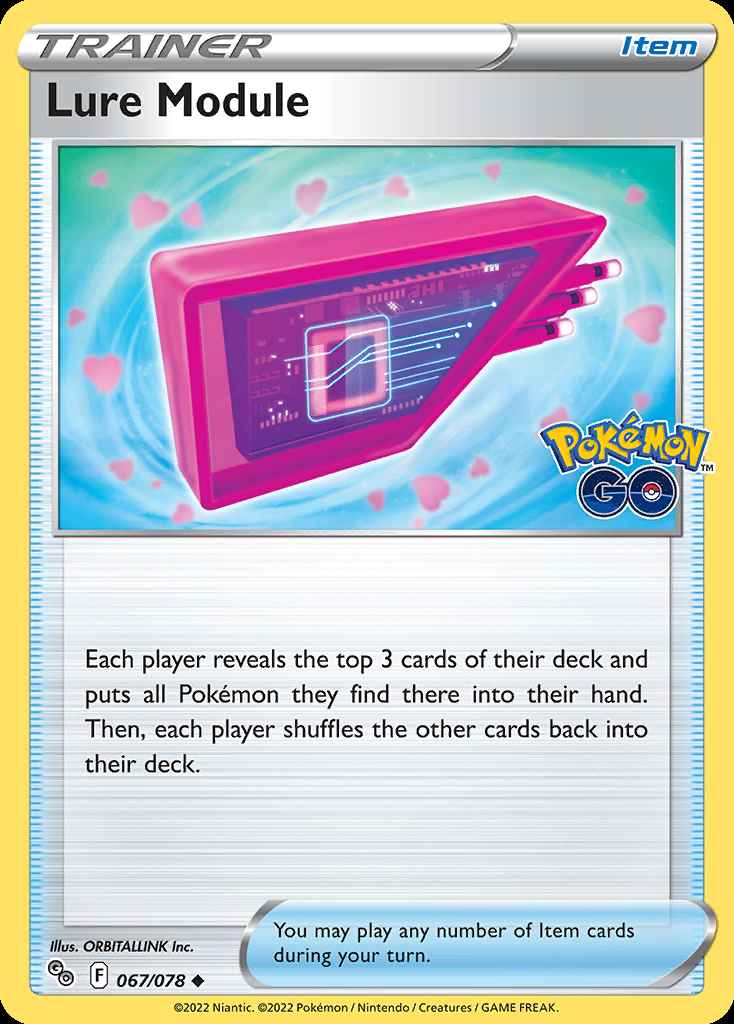 TRAINER
Item
Lure Module
POKéMON
GO
TM
Each player reveals the top 3 cards of their deck and
puts all Pokémon they find there into their hand.
Then, each player shuffles the other cards back into
their deck.
Illus. ORBITALLINK Inc.
You may play any number of Item cards
during your turn.
GO F 067/078
©2022 Niantic. ©2022 Pokémon / Nintendo / Creatures / GAME FREAK.